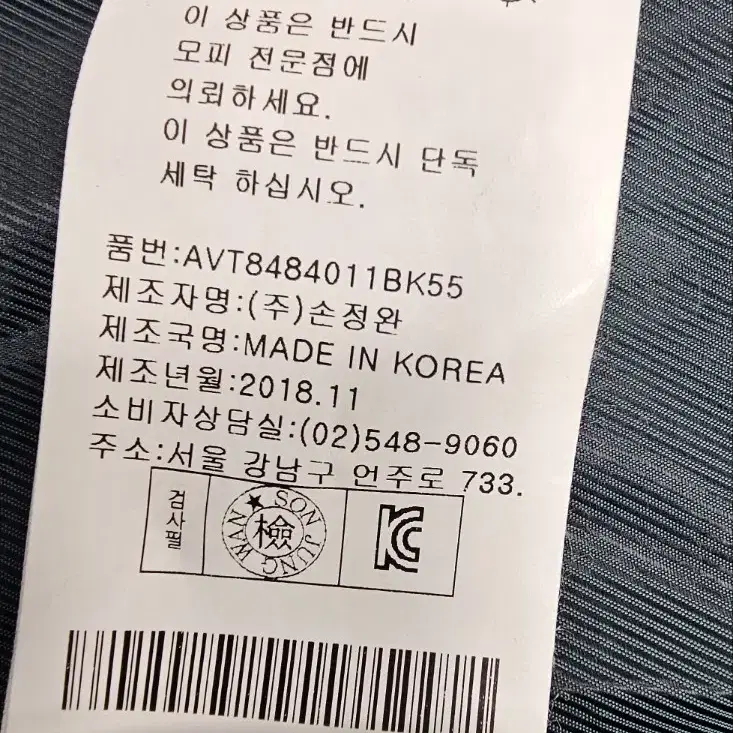 이 상품은 반드시
모피 전문점에
의뢰하세요.
이 상품은 반드시 단독
세탁 하십시오.
품번:AVT8484011BK55
제조자명:(주)손정완
제조국명:MADE IN KOREA
제조년월:2018.11
소비자상담실:(02)548-9060
주소:서울 강남구 언주로 733.
검사필
SON JUNG WAN
檢
KC